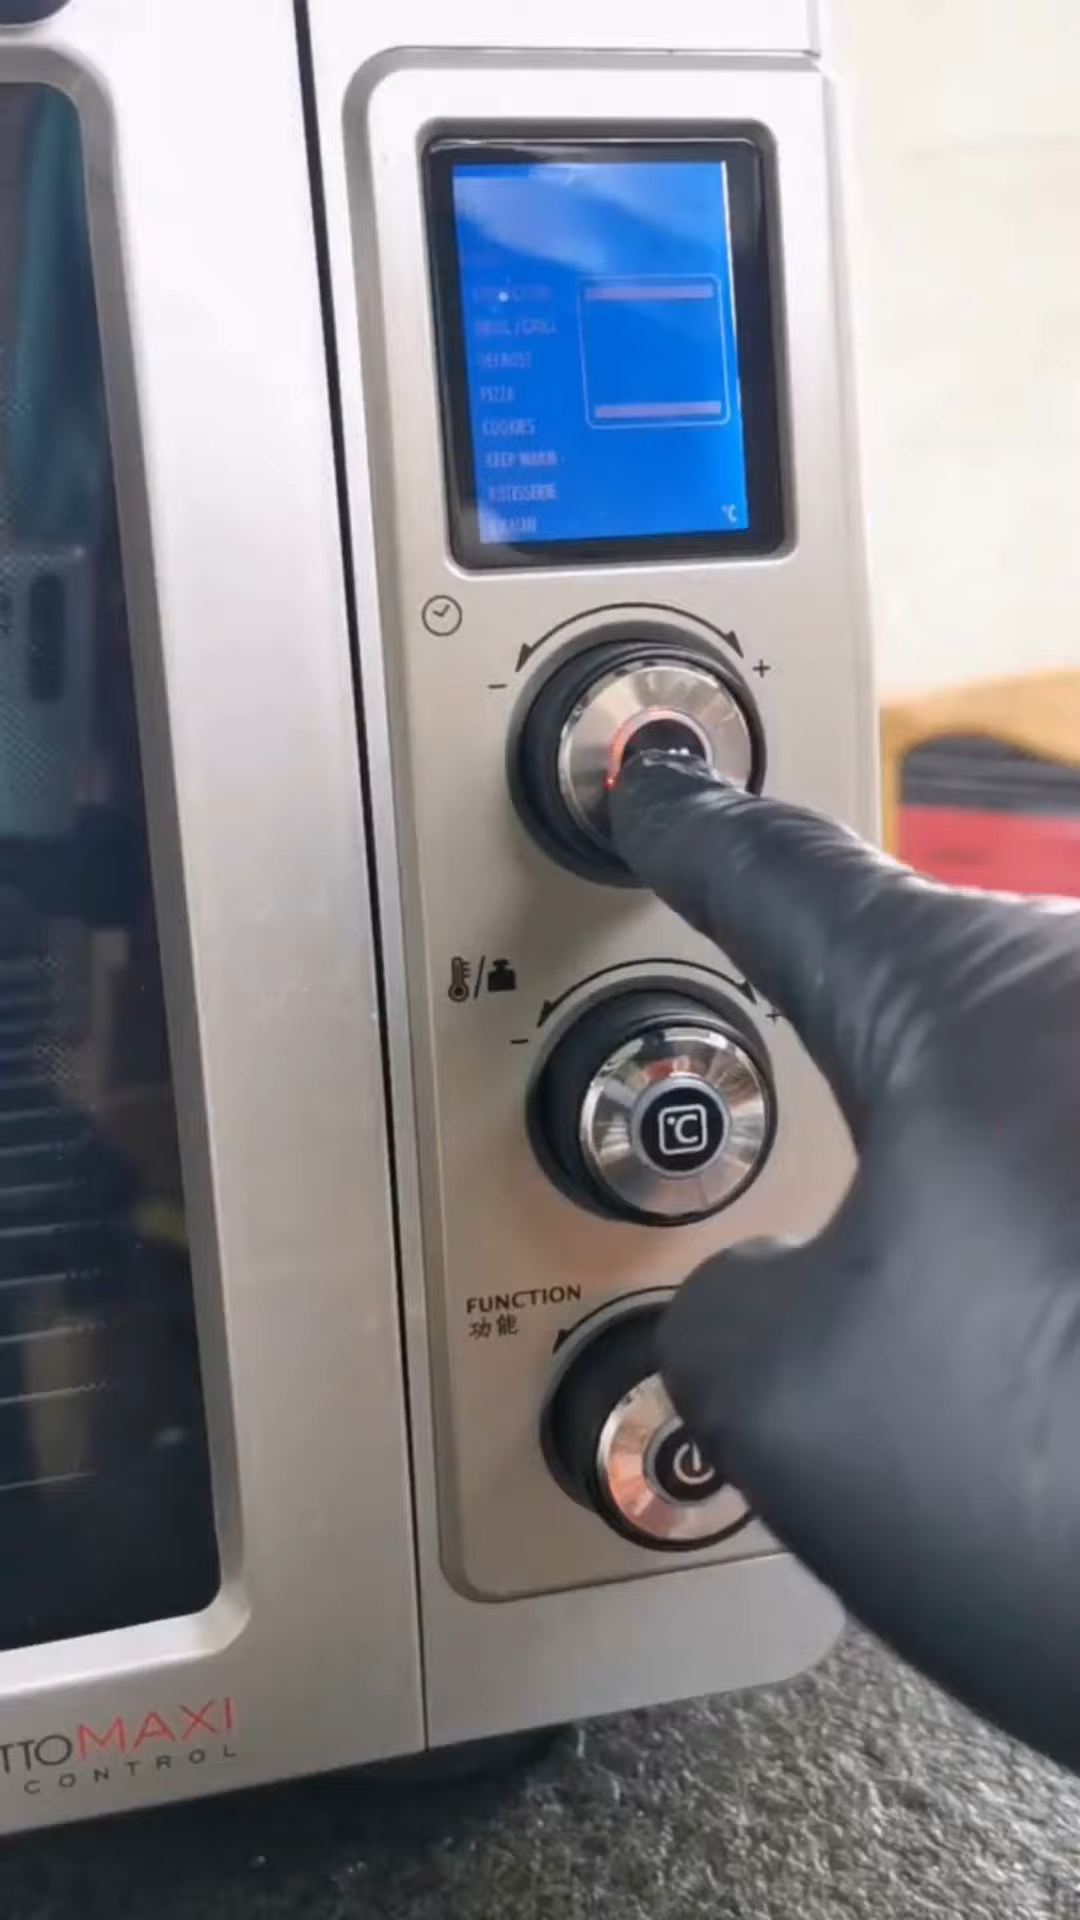 BROIL / GRILL
DEFROST
PIZZA
COOKIES
KEEP WARM
ROTISSERIE
°C
−
+
−
+
°C
FUNCTION
功能
TTOMAXI
CONTROL